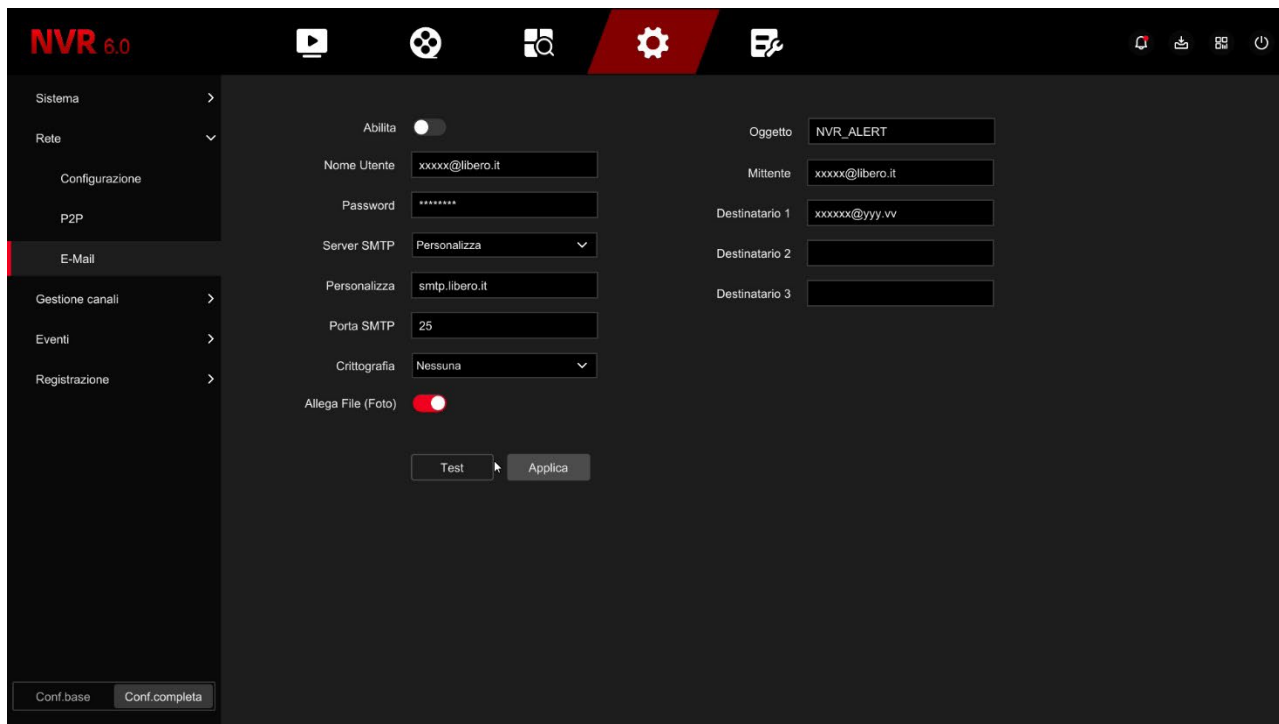 NVR 6.0
Sistema
Rete
Configurazione
P2P
E-Mail
Gestione canali
Eventi
Registrazione
Conf.base
Conf.completa
Abilita
Nome Utente xxxxx@libero.it
Password ********
Server SMTP Personalizza
Personalizza smtp.libero.it
Porta SMTP 25
Crittografia Nessuna
Allega File (Foto)
Test
Applica
Oggetto NVR_ALERT
Mittente xxxxx@libero.it
Destinatario 1 xxxxxx@yyy.vv
Destinatario 2
Destinatario 3